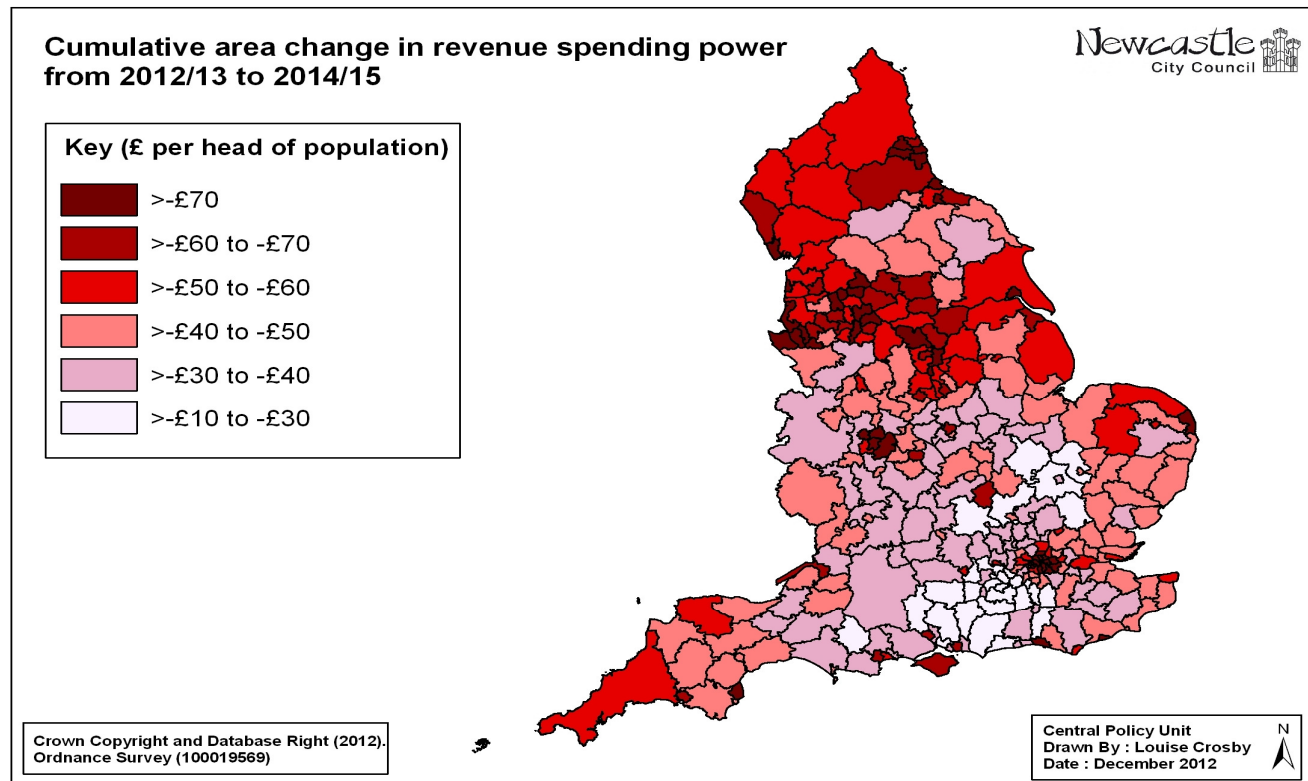 Cumulative area change in revenue spending power
from 2012/13 to 2014/15
Newcastle
City Council
Key (£ per head of population)
>-£70
>-£60 to -£70
>-£50 to -£60
>-£40 to -£50
>-£30 to -£40
>-£10 to -£30
Crown Copyright and Database Right (2012).
Ordnance Survey (100019569)
Central Policy Unit
Drawn By : Louise Crosby
Date : December 2012
N